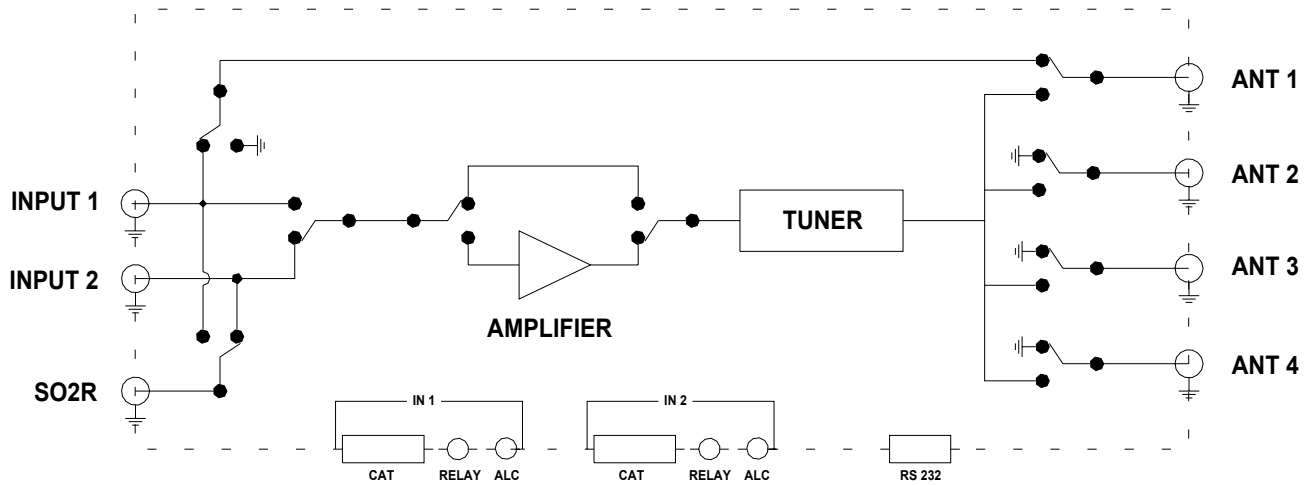 ANT 1
ANT 2
INPUT 1
TUNER
INPUT 2
ANT 3
AMPLIFIER
ANT 4
SO2R
IN 1
IN 2
CAT
RELAY
ALC
CAT
RELAY
ALC
RS 232